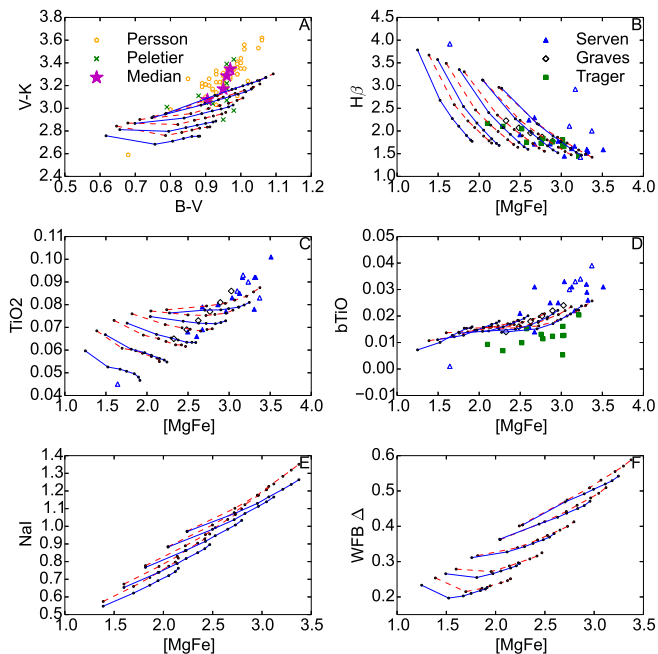 3.8
3.6
3.4
3.2
3.0
2.8
2.6
2.4
V-K
A
Persson
Peletier
Median
0.5 0.6 0.7 0.8 0.9 1.0 1.1 1.2
B-V
4.5
4.0
3.5
3.0
2.5
2.0
1.5
1.0
Hβ
B
Serven
Graves
Trager
1.0 1.5 2.0 2.5 3.0 3.5 4.0
[MgFe]
0.11
0.10
0.09
0.08
0.07
0.06
0.05
0.04
TiO2
C
1.0 1.5 2.0 2.5 3.0 3.5 4.0
[MgFe]
0.05
0.04
0.03
0.02
0.01
0.00
−0.01
bTiO
D
1.0 1.5 2.0 2.5 3.0 3.5 4.0
[MgFe]
1.4
1.3
1.2
1.1
1.0
0.9
0.8
0.7
0.6
0.5
NaI
E
1.0 1.5 2.0 2.5 3.0 3.5
[MgFe]
0.6
0.5
0.4
0.3
0.2
WFB Δ
F
1.0 1.5 2.0 2.5 3.0 3.5
[MgFe]